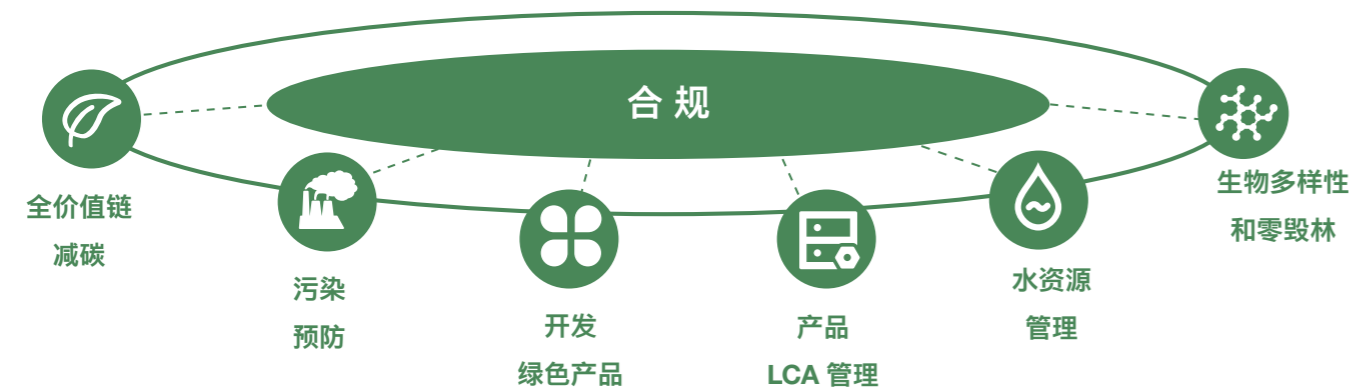 合规
全价值链
减碳
污染
预防
开发
绿色产品
产品
LCA 管理
水资源
管理
生物多样性
和零毁林